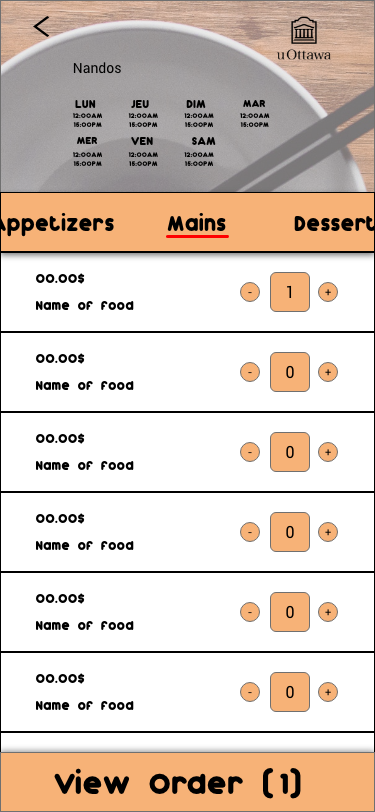 uOttawa
Nandos
LUN JEU DIM MAR
12:00AM 12:00AM 12:00AM 12:00AM
15:00PM 15:00PM 15:00PM 15:00PM
MER VEN SAM
12:00AM 12:00AM 12:00AM
15:00PM 15:00PM 15:00PM
Appetizers Mains Dessert
00.00$
Name of food
- 1 +
00.00$
Name of food
- 0 +
00.00$
Name of food
- 0 +
00.00$
Name of food
- 0 +
00.00$
Name of food
- 0 +
00.00$
Name of food
- 0 +
View Order (1)